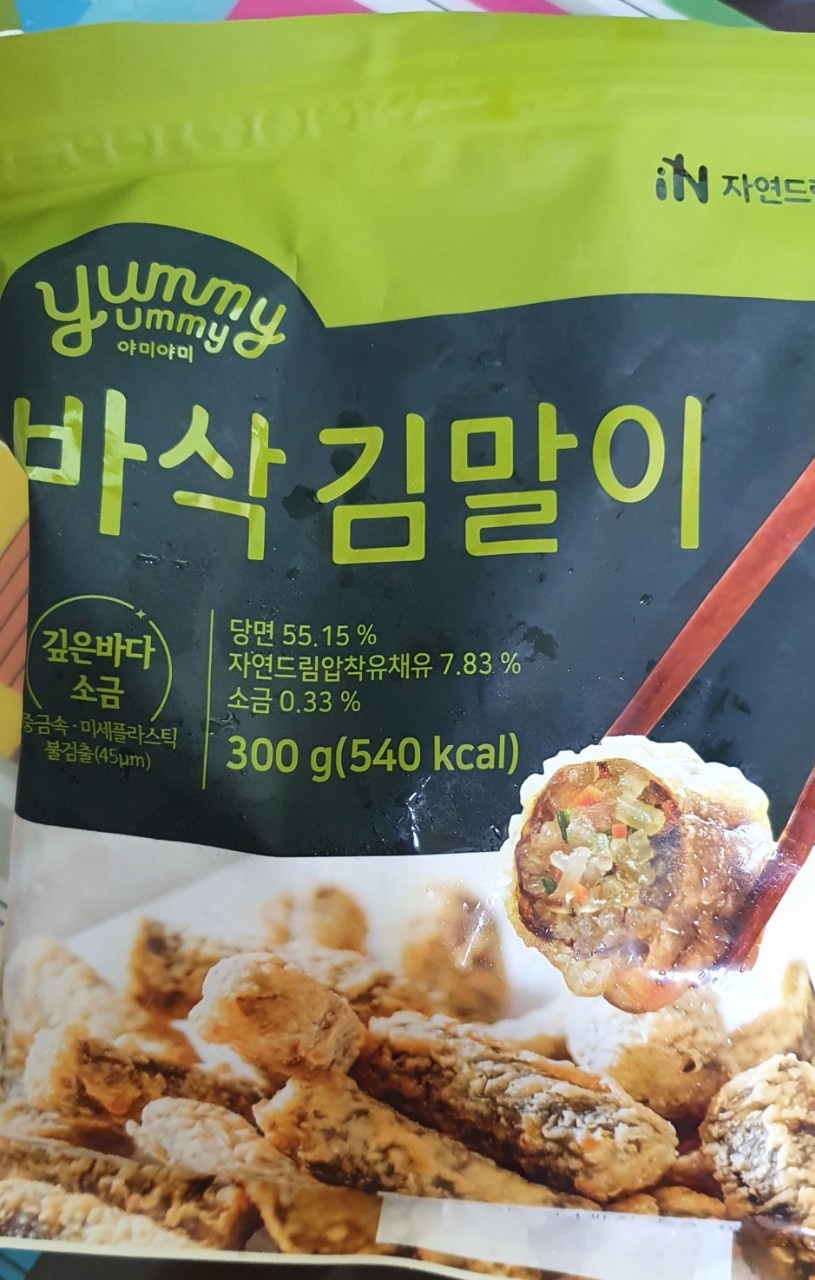 iN 자연드
yummy
ummy
야미야미
바삭 김말이
깊은바다
소금
중금속·미세플라스틱
불검출(45μm)
당면 55.15 %
자연드림압착유채유 7.83 %
소금 0.33 %
300 g(540 kcal)